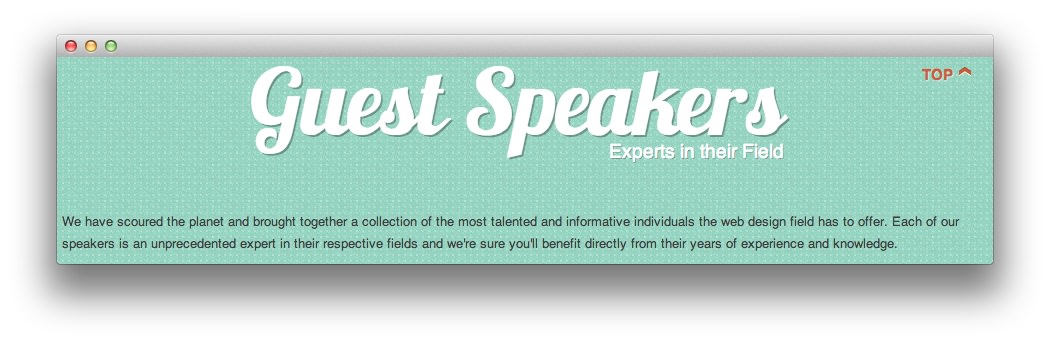 Guest Speakers
TOP
Experts in their Field
We have scoured the planet and brought together a collection of the most talented and informative individuals the web design field has to offer. Each of our
speakers is an unprecedented expert in their respective fields and we're sure you'll benefit directly from their years of experience and knowledge.